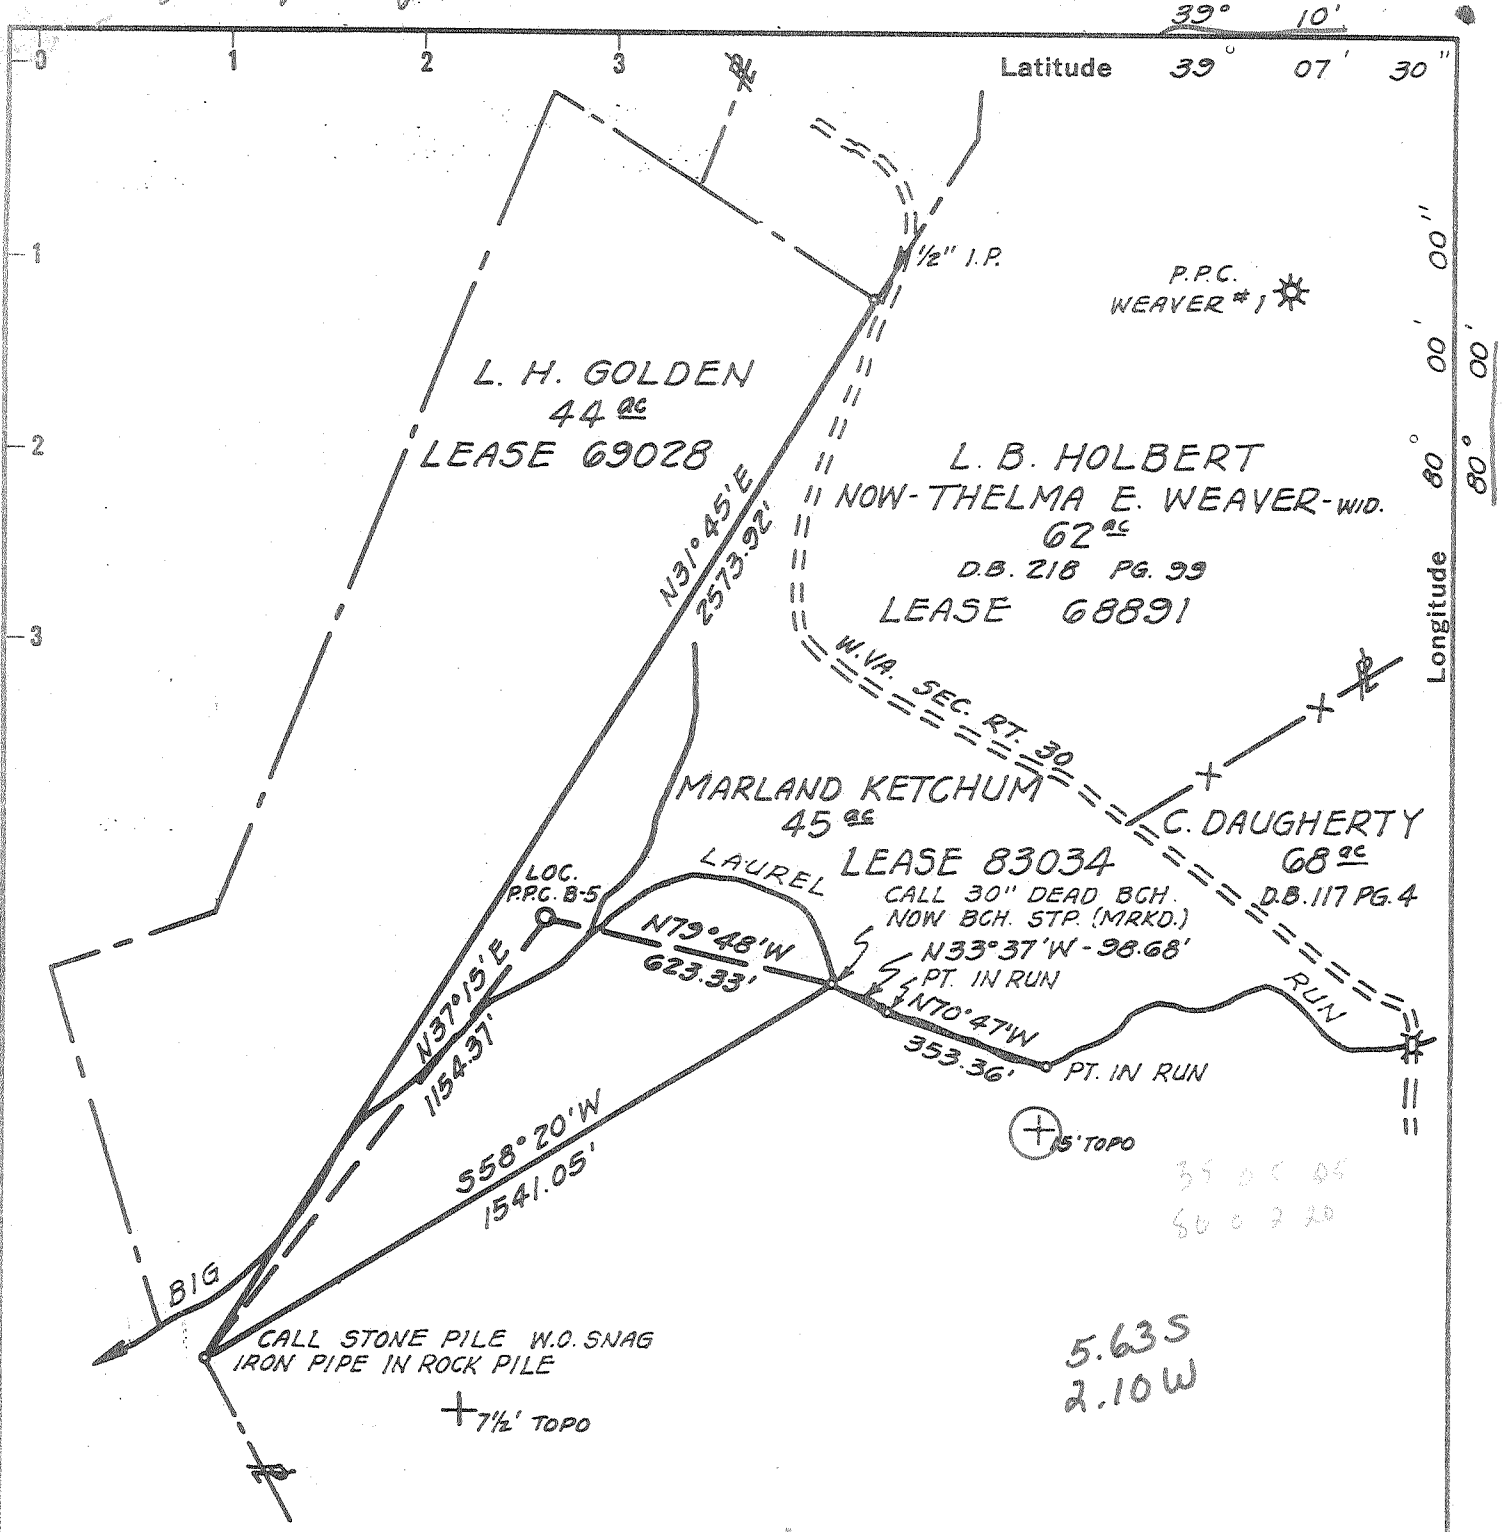 39° 10'
0 1 2 3
Latitude 39° 07' 30"
1
2
3
Longitude 80° 00' 00"
80° 00'
½" I.P.
P.P.C.
WEAVER #1
L. H. GOLDEN
44 ac
LEASE 69028
L. B. HOLBERT
NOW-THELMA E. WEAVER-WID.
62 ac
D.B. 218 PG. 99
LEASE 68891
N31°45'E
2573.92'
W.VA. SEC. RT. 30
MARLAND KETCHUM
45 ac
LEASE 83034
C. DAUGHERTY
68 ac
D.B. 117 PG. 4
LOC.
P.P.C. B-5
LAUREL
CALL 30" DEAD BCH.
NOW BCH. STP. (MRKD.)
N33°37'W - 98.68'
PT. IN RUN
N79°48'W
623.33'
N70°47'W
353.36'
RUN
PT. IN RUN
N37°15'E
1154.37'
15' TOPO
S58°20'W
1541.05'
BIG
CALL STONE PILE W.O. SNAG
IRON PIPE IN ROCK PILE
7½' TOPO
5.63S
2.10W